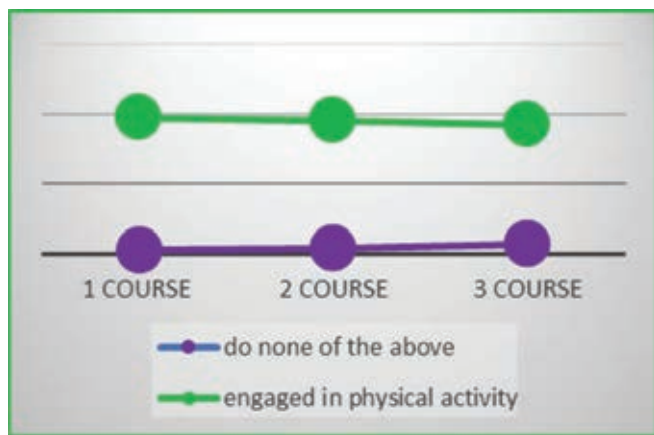 1 COURSE 2 COURSE 3 COURSE
do none of the above
engaged in physical activity